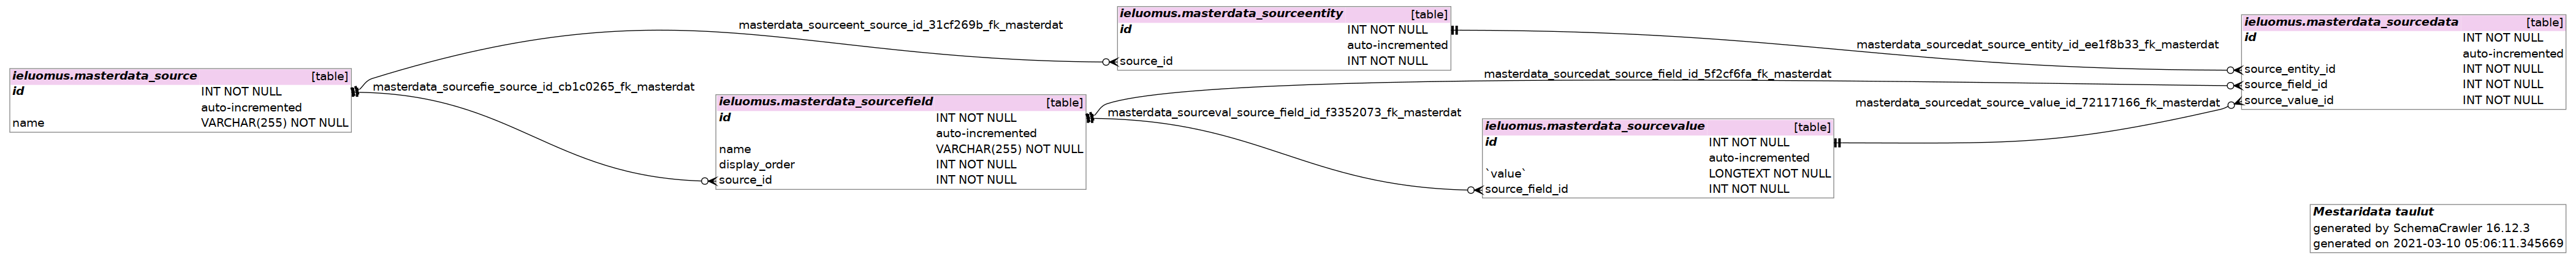 masterdata_sourceent_source_id_31cf269b_fk_masterdat
ieluomus.masterdata_sourceentity [table]
id INT NOT NULL
auto-incremented
source_id INT NOT NULL
masterdata_sourcedat_source_entity_id_ee1f8b33_fk_masterdat
ieluomus.masterdata_sourcedata [table]
id INT NOT NULL
auto-incremented
source_entity_id INT NOT NULL
source_field_id INT NOT NULL
source_value_id INT NOT NULL
ieluomus.masterdata_source [table]
id INT NOT NULL
auto-incremented
name VARCHAR(255) NOT NULL
masterdata_sourcefie_source_id_cb1c0265_fk_masterdat
masterdata_sourcedat_source_field_id_5f2cf6fa_fk_masterdat
ieluomus.masterdata_sourcefield [table]
id INT NOT NULL
auto-incremented
name VARCHAR(255) NOT NULL
display_order INT NOT NULL
source_id INT NOT NULL
masterdata_sourceval_source_field_id_f3352073_fk_masterdat
masterdata_sourcedat_source_value_id_72117166_fk_masterdat
ieluomus.masterdata_sourcevalue [table]
id INT NOT NULL
auto-incremented
`value` LONGTEXT NOT NULL
source_field_id INT NOT NULL
Mestaridata taulut
generated by SchemaCrawler 16.12.3
generated on 2021-03-10 05:06:11.345669